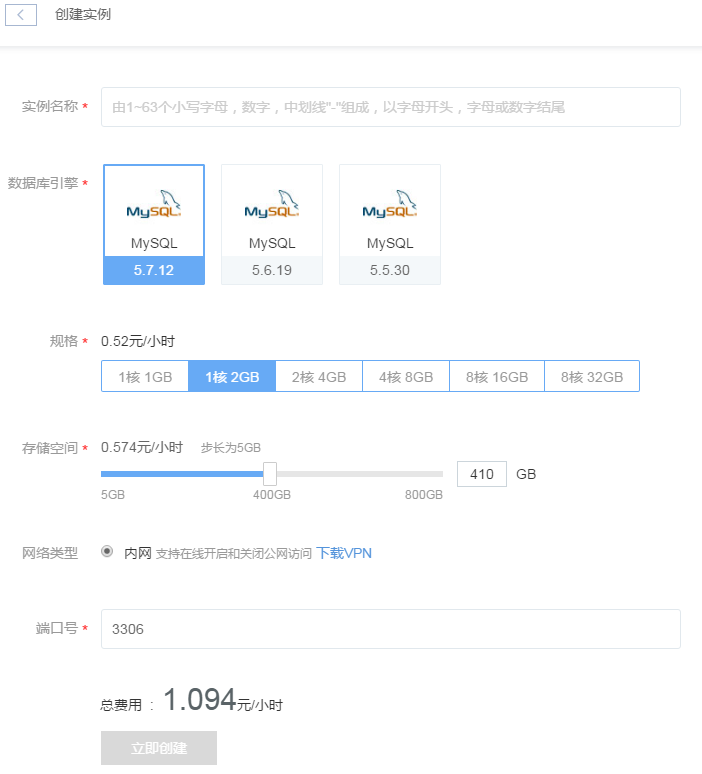 创建实例
实例名称 * 由1~63个小写字母，数字，中划线"-"组成，以字母开头，字母或数字结尾
数据库引擎 *
MySQL MySQL MySQL
MySQL MySQL MySQL
5.7.12 5.6.19 5.5.30
规格 * 0.52元/小时
1核 1GB 1核 2GB 2核 4GB 4核 8GB 8核 16GB 8核 32GB
存储空间 * 0.574元/小时 步长为5GB
410 GB
5GB 400GB 800GB
网络类型 内网 支持在线开启和关闭公网访问 下载VPN
端口号 * 3306
总费用 : 1.094元/小时
立即创建